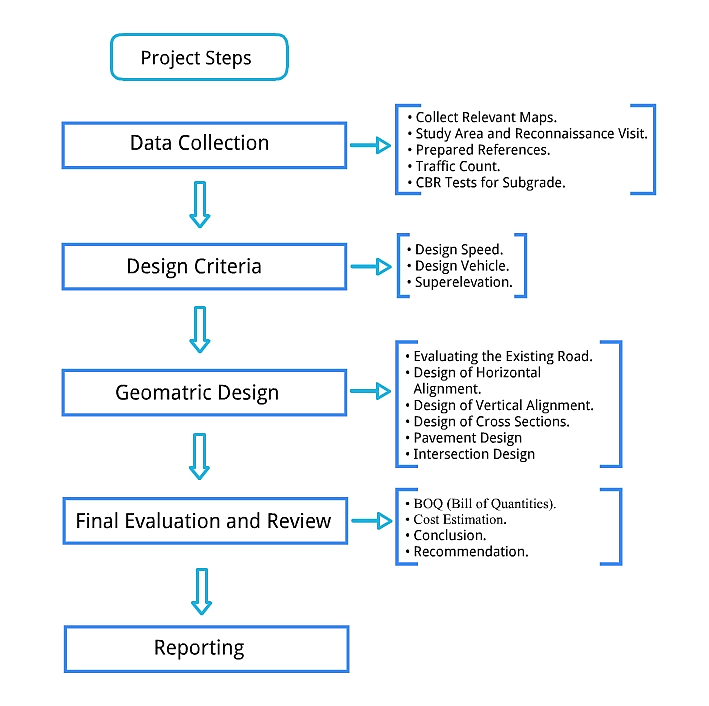 Project Steps
Data Collection
• Collect Relevant Maps.
• Study Area and Reconnaissance Visit.
• Prepared References.
• Traffic Count.
• CBR Tests for Subgrade.
Design Criteria
• Design Speed.
• Design Vehicle.
• Superelevation.
Geomatric Design
• Evaluating the Existing Road.
• Design of Horizontal
Alignment.
• Design of Vertical Alignment.
• Design of Cross Sections.
• Pavement Design
• Intersection Design
Final Evaluation and Review
• BOQ (Bill of Quantitics).
• Cost Estimation.
• Conclusion.
• Recommendation.
Reporting